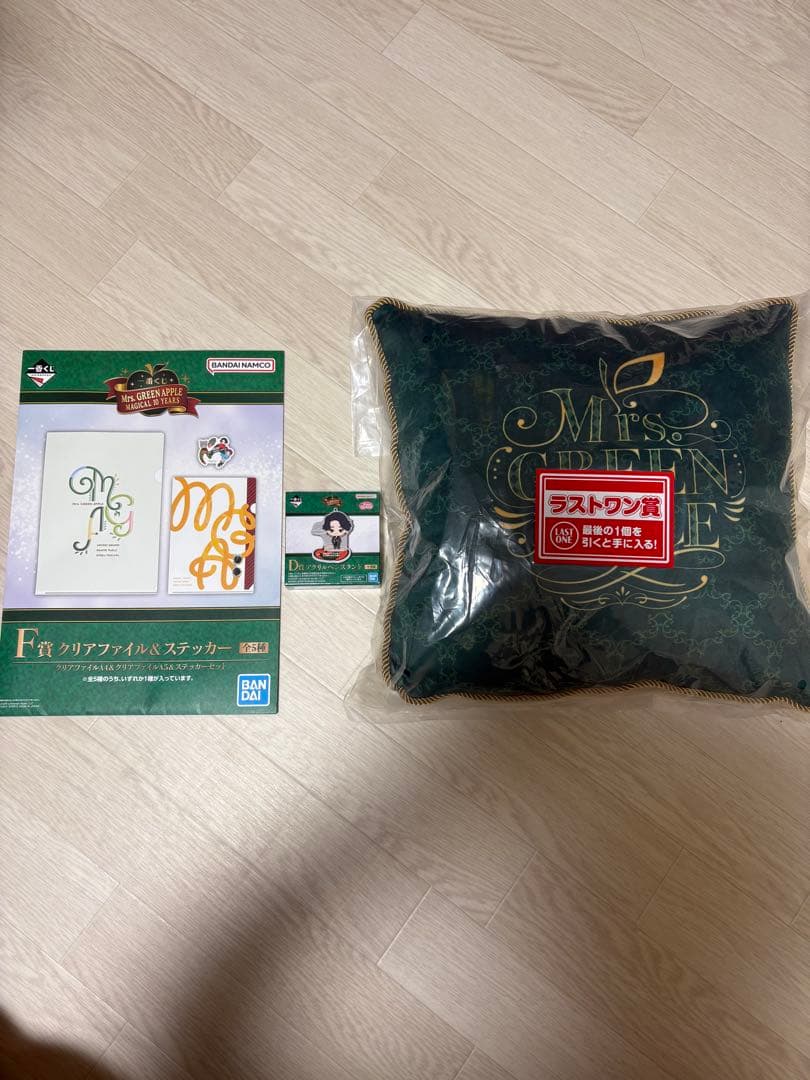 一番くじ
一番くじ
Mrs. GREEN APPLE
MAGICAL 10 YEARS
BANDAI NAMCO
F賞 クリアファイル&ステッカー 全5種
クリアファイルA4&クリアファイルA5&ステッカーセット
※全5種のうち、いずれか1種が入っています。
BAN
DAI
D賞 アクリルペンスタンド
Mrs.
GREEN
ラストワン賞
LAST
ONE
最後の1個を
引くと手に入る!